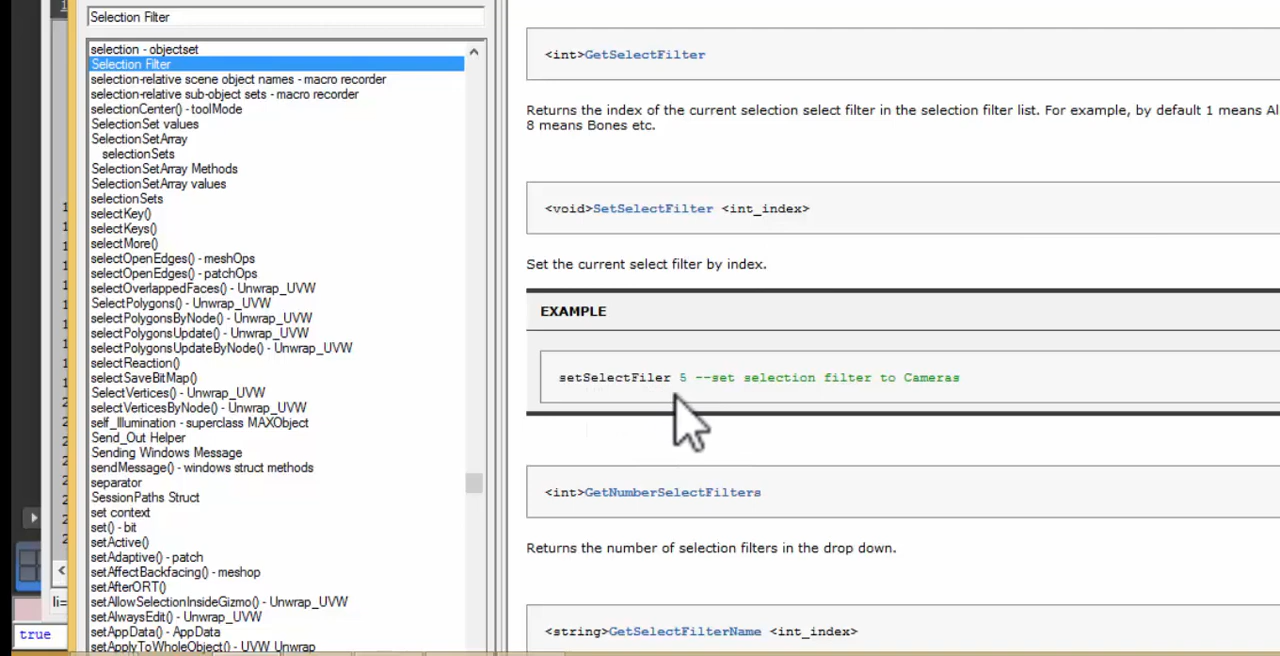 Selection Filter
selection - objectset
Selection Filter
selection-relative scene object names - macro recorder
selection-relative sub-object sets - macro recorder
selectionCenter() - toolMode
SelectionSet values
SelectionSetArray
selectionSets
SelectionSetArray Methods
SelectionSetArray values
selectionSets
selectKey()
selectKeys()
selectMore()
selectOpenEdges() - meshOps
selectOpenEdges() - patchOps
selectOverlappedFaces() - Unwrap_UVW
SelectPolygons() - Unwrap_UVW
selectPolygonsByNode() - Unwrap_UVW
selectPolygonsUpdate() - Unwrap_UVW
selectPolygonsUpdateByNode() - Unwrap_UVW
selectReaction()
selectSaveBitMap()
SelectVertices() - Unwrap_UVW
selectVerticesByNode() - Unwrap_UVW
self_Illumination - superclass MAXObject
Send_Out Helper
Sending Windows Message
sendMessage() - windows struct methods
separator
SessionPaths Struct
set context
set() - bit
setActive()
setAdaptive() - patch
setAffectBackfacing() - meshop
setAfterORT()
setAllowSelectionInsideGizmo() - Unwrap_UVW
setAlwaysEdit() - Unwrap_UVW
setAppData() - AppData
setApplyToWholeObject() - UVW Unwrap
li=
true
<int>GetSelectFilter
Returns the index of the current selection select filter in the selection filter list. For example, by default 1 means
8 means Bones etc.
<void>SetSelectFilter <int_index>
Set the current select filter by index.
EXAMPLE
setSelectFiler 5 --set selection filter to Cameras
<int>GetNumberSelectFilters
Returns the number of selection filters in the drop down.
<string>GetSelectFilterName <int_index>